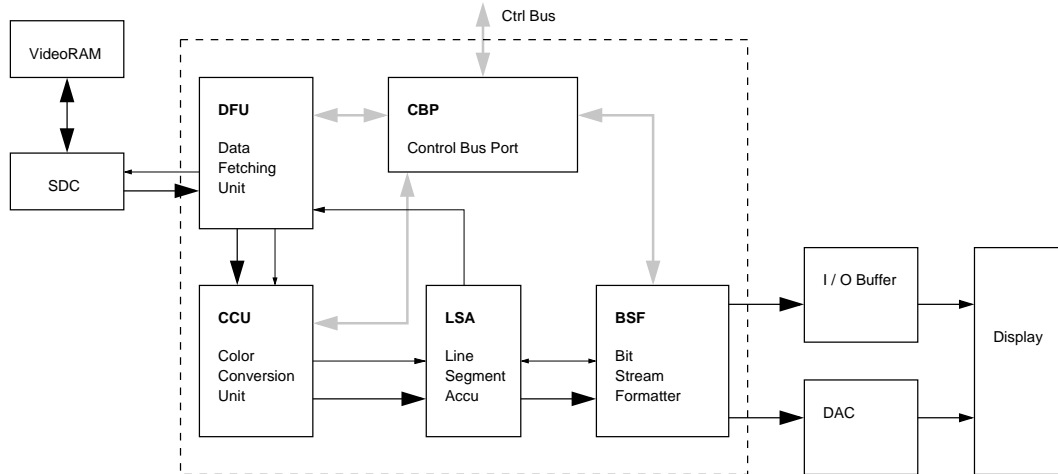 Ctrl Bus
VideoRAM
SDC
DFU
Data
Fetching
Unit
CBP
Control Bus Port
CCU
Color
Conversion
Unit
LSA
Line
Segment
Accu
BSF
Bit
Stream
Formatter
I / O Buffer
DAC
Display